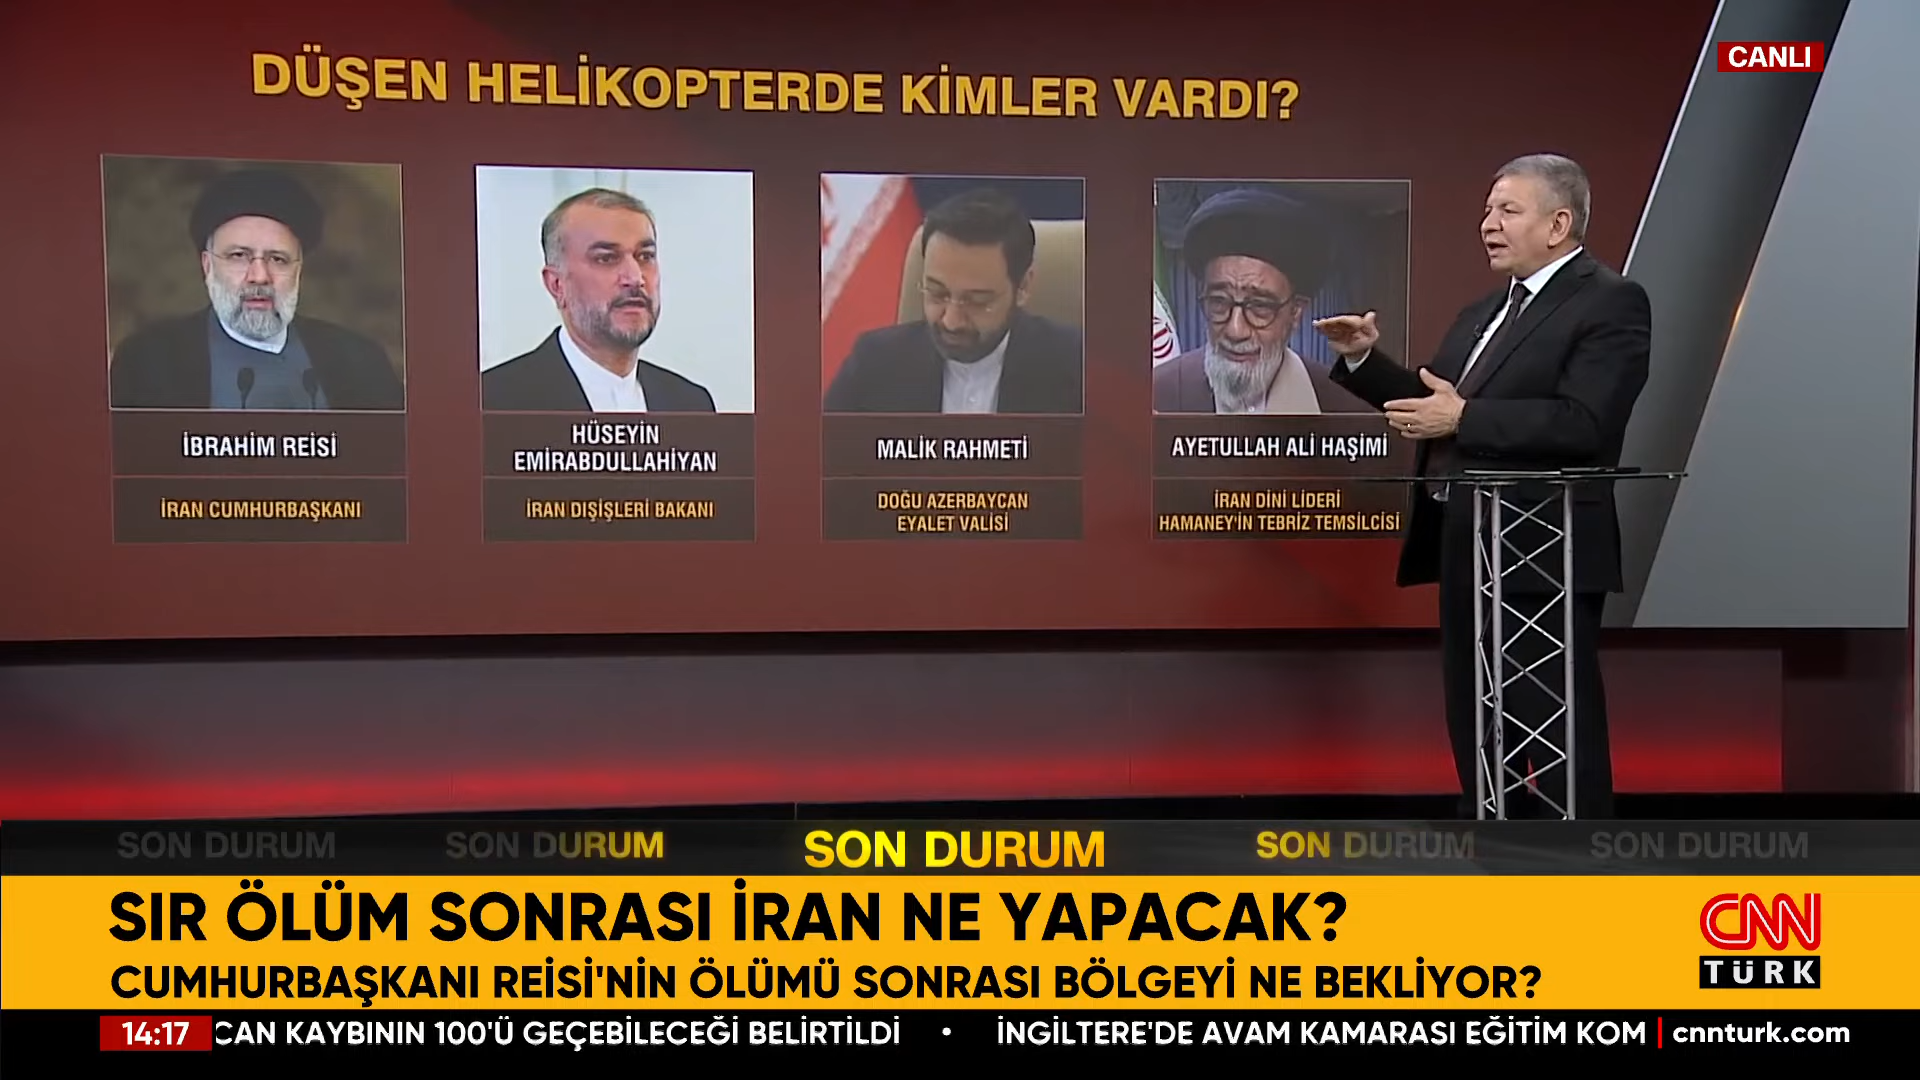 CANLI
DÜŞEN HELİKOPTERDE KİMLER VARDI?
İBRAHİM REİSİ
İRAN CUMHURBAŞKANI
HÜSEYİN
EMİRABDULLAHİYAN
İRAN DIŞİŞLERİ BAKANI
MALİK RAHMETİ
DOĞU AZERBAYCAN
EYALET VALİSİ
AYETULLAH ALİ HAŞİMİ
İRAN DİNİ LİDERİ
HAMANEY'İN TEBRİZ TEMSİLCİSİ
SON DURUM SON DURUM SON DURUM SON DURUM SON DURUM
SIR ÖLÜM SONRASI İRAN NE YAPACAK?
CUMHURBAŞKANI REİSİ'NİN ÖLÜMÜ SONRASI BÖLGEYİ NE BEKLİYOR?
CNN
TÜRK
14:17 CAN KAYBININ 100'Ü GEÇEBİLECEĞİ BELİRTİLDİ • İNGİLTERE'DE AVAM KAMARASI EĞİTİM KOM cnnturk.com